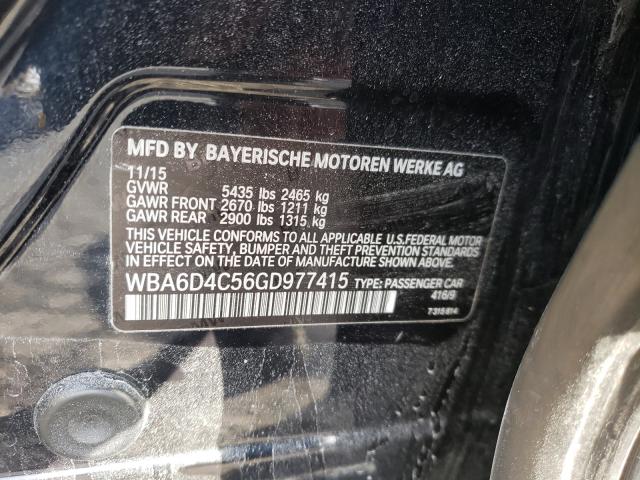 MFD BY BAYERISCHE MOTOREN WERKE AG
11/15
GVWR 5435 lbs 2465 kg
GAWR FRONT 2670 lbs 1211 kg
GAWR REAR 2900 lbs 1315 kg
THIS VEHICLE CONFORMS TO ALL APPLICABLE U.S.FEDERAL MOTOR
VEHICLE SAFETY, BUMPER AND THEFT PREVENTION STANDARDS
IN EFFECT ON THE DATE OF MANUFACTURE SHOWN ABOVE.
WBA6D4C56GD977415 TYPE: PASSENGER CAR
416/9
7315814